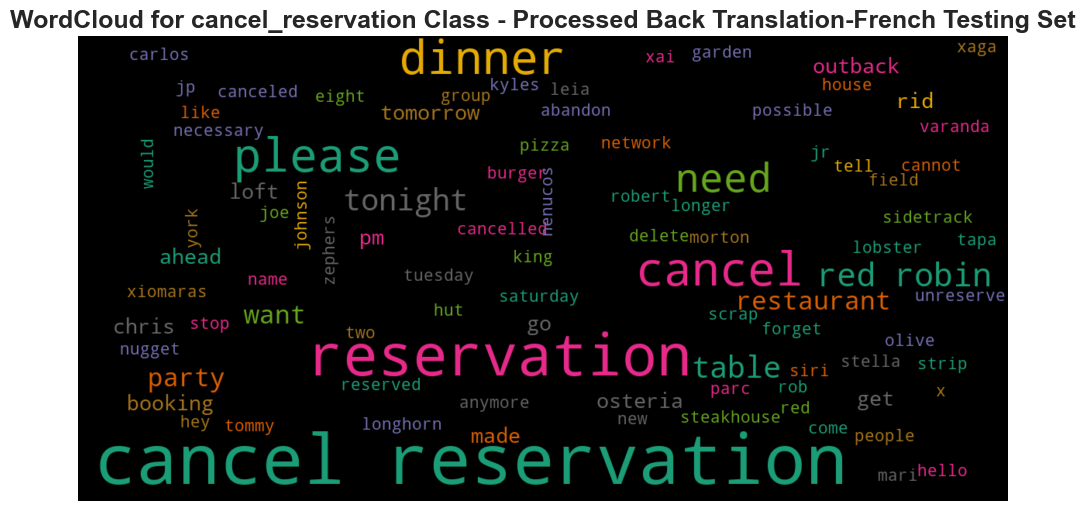 WordCloud for cancel_reservation Class - Processed Back Translation-French Testing Set
carlos
dinner
xai
garden
xaga
outback
jp
canceled
eight
group
kyles
leia
house
like
tomorrow
abandon
possible
rid
necessary
varanda
would
please
pizza
network
jr
tell
cannot
burger
need
field
loft
tonight
nenucos
robert
longer
johnson
joe
york
zephers
pm
cancelled
delete
morton
sidetrack
lobster
tapa
ahead
king
name
tuesday
cancel
red robin
xiomaras
saturday
restaurant
unreserve
want
hut
scrap
chris
stop
two
go
forget
nugget
reservation
olive
party
reserved
table
siri
stella
strip
booking
anymore
osteria
parc
rob
get
x
hey
tommy
longhorn
made
new
steakhouse
red
come
people
cancel reservation
mari
hello